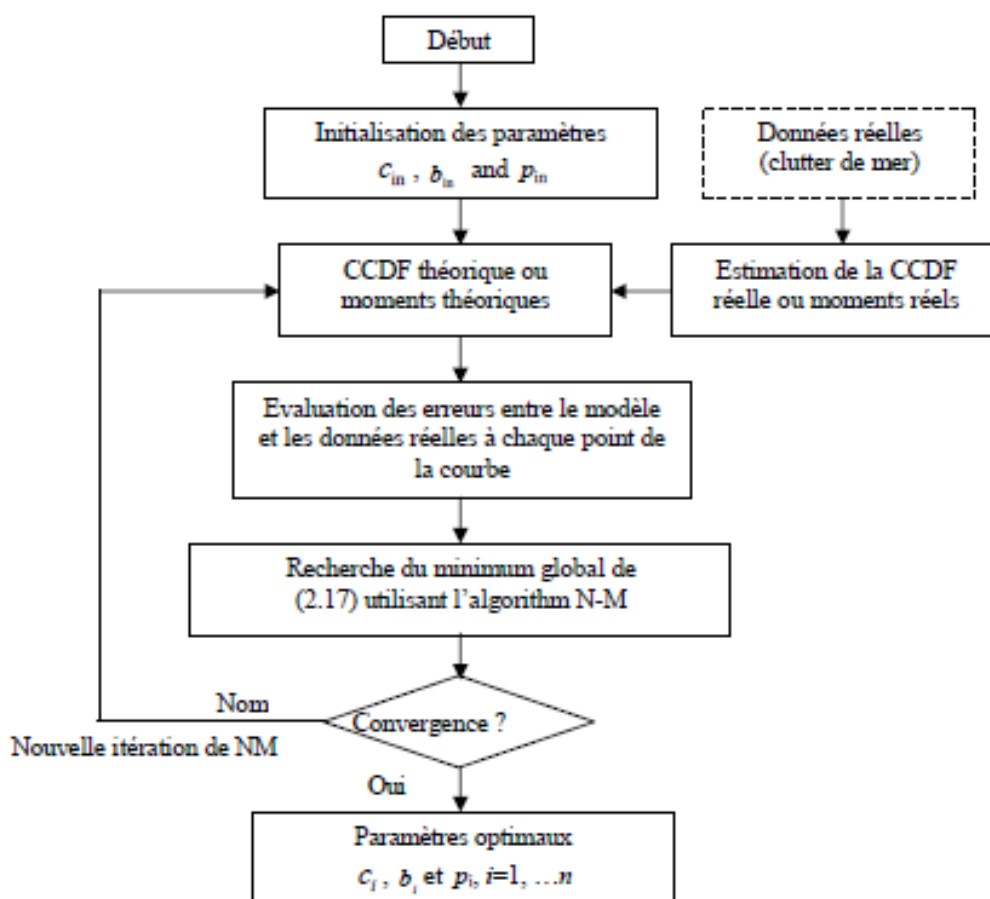 Début
Initialisation des paramètres
c_in , b_in and p_in
Données réelles
(clutter de mer)
CCDF théorique ou
moments théoriques
Estimation de la CCDF
réelle ou moments réels
Evaluation des erreurs entre le modèle
et les données réelles à chaque point de
la courbe
Recherche du minimum global de
(2.17) utilisant l’algorithm N-M
Convergence ?
Nom
Nouvelle itération de NM
Oui
Paramètres optimaux
c_i , b_i et p_i, i=1, …n